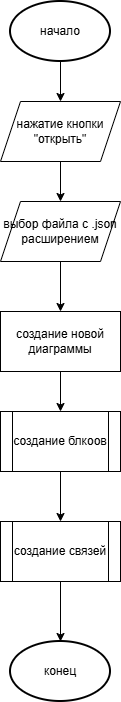 начало
нажатие кнопки
"открыть"
выбор файла с .json
расширением
создание новой
диаграммы
создание блкоов
создание связей
конец